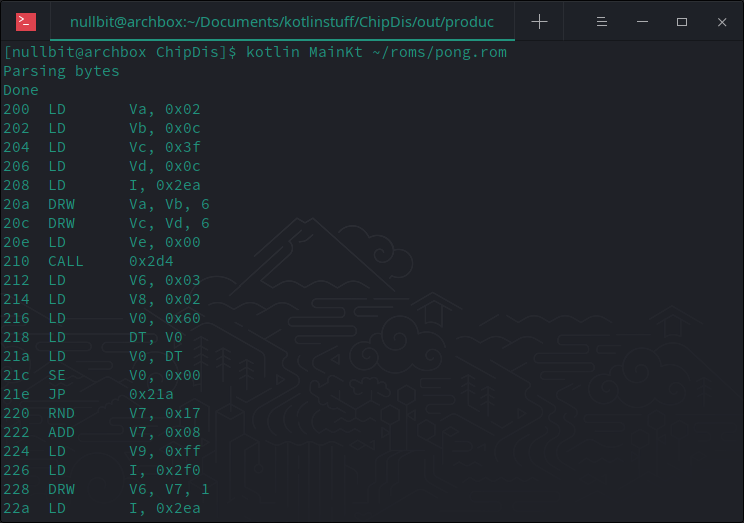 nullbit@archbox:~/Documents/kotlinstuff/ChipDis/out/produc
[nullbit@archbox ChipDis]$ kotlin MainKt ~/roms/pong.rom
Parsing bytes
Done
200  LD       Va, 0x02
202  LD       Vb, 0x0c
204  LD       Vc, 0x3f
206  LD       Vd, 0x0c
208  LD       I, 0x2ea
20a  DRW      Va, Vb, 6
20c  DRW      Vc, Vd, 6
20e  LD       Ve, 0x00
210  CALL     0x2d4
212  LD       V6, 0x03
214  LD       V8, 0x02
216  LD       V0, 0x60
218  LD       DT, V0
21a  LD       V0, DT
21c  SE       V0, 0x00
21e  JP       0x21a
220  RND      V7, 0x17
222  ADD      V7, 0x08
224  LD       V9, 0xff
226  LD       I, 0x2f0
228  DRW      V6, V7, 1
22a  LD       I, 0x2ea